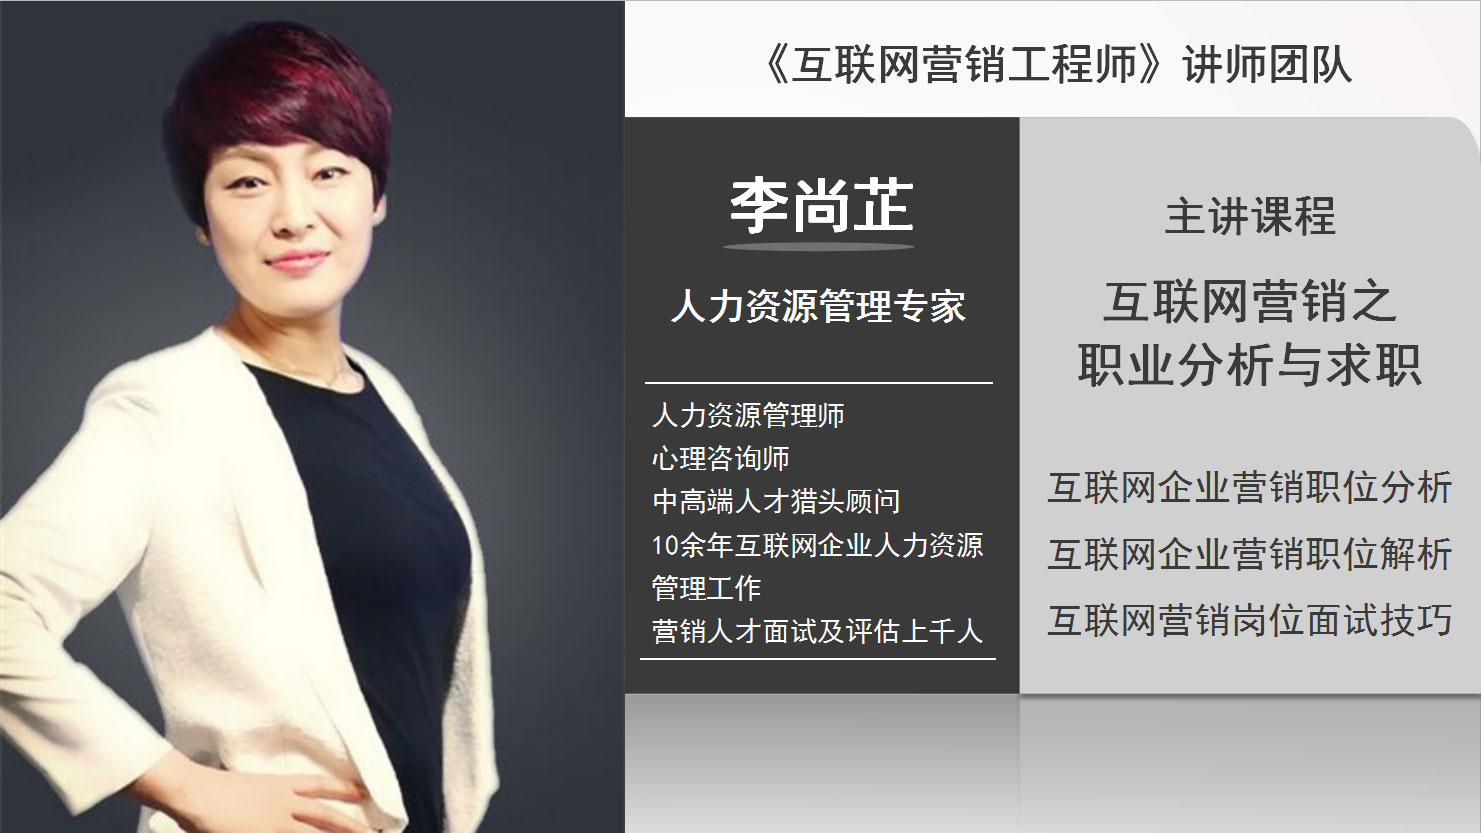 《互联网营销工程师》讲师团队
李尚芷
人力资源管理专家
人力资源管理师
心理咨询师
中高端人才猎头顾问
10余年互联网企业人力资源
管理工作
营销人才面试及评估上千人
主讲课程
互联网营销之
职业分析与求职
互联网企业营销职位分析
互联网企业营销职位解析
互联网营销岗位面试技巧